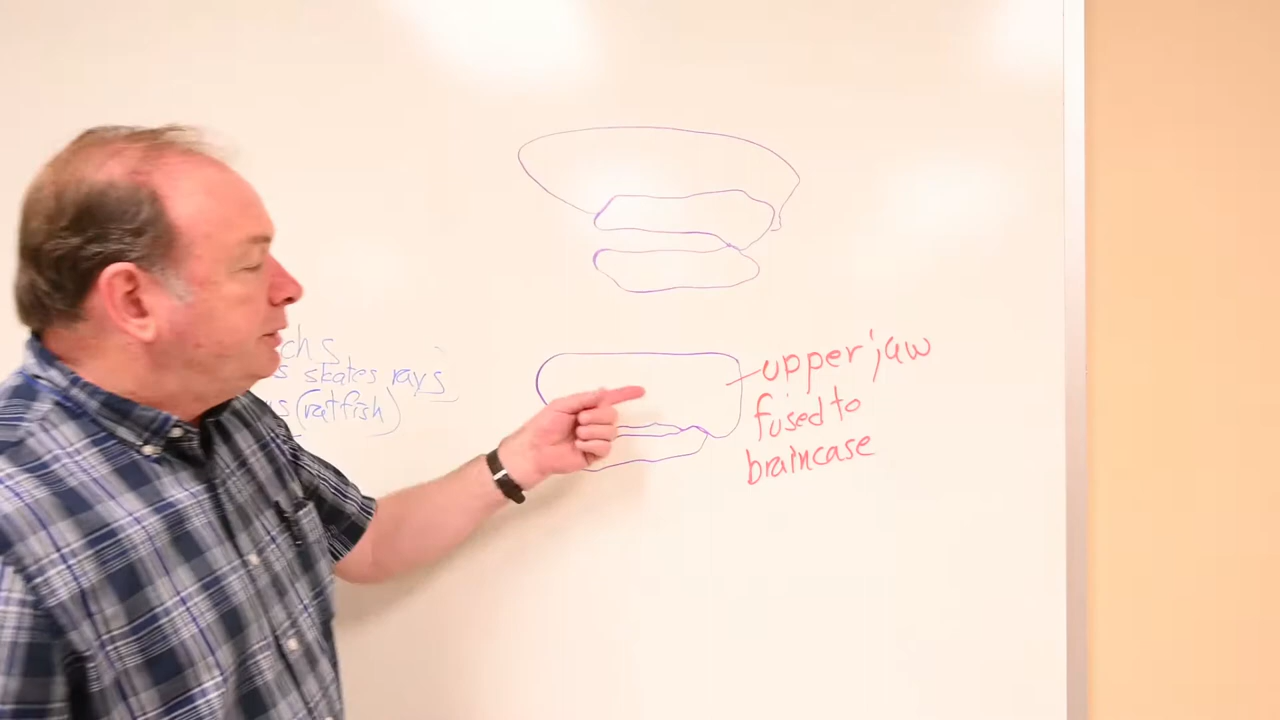 skates rays
(ratfish)
upper jaw
fused to
braincase